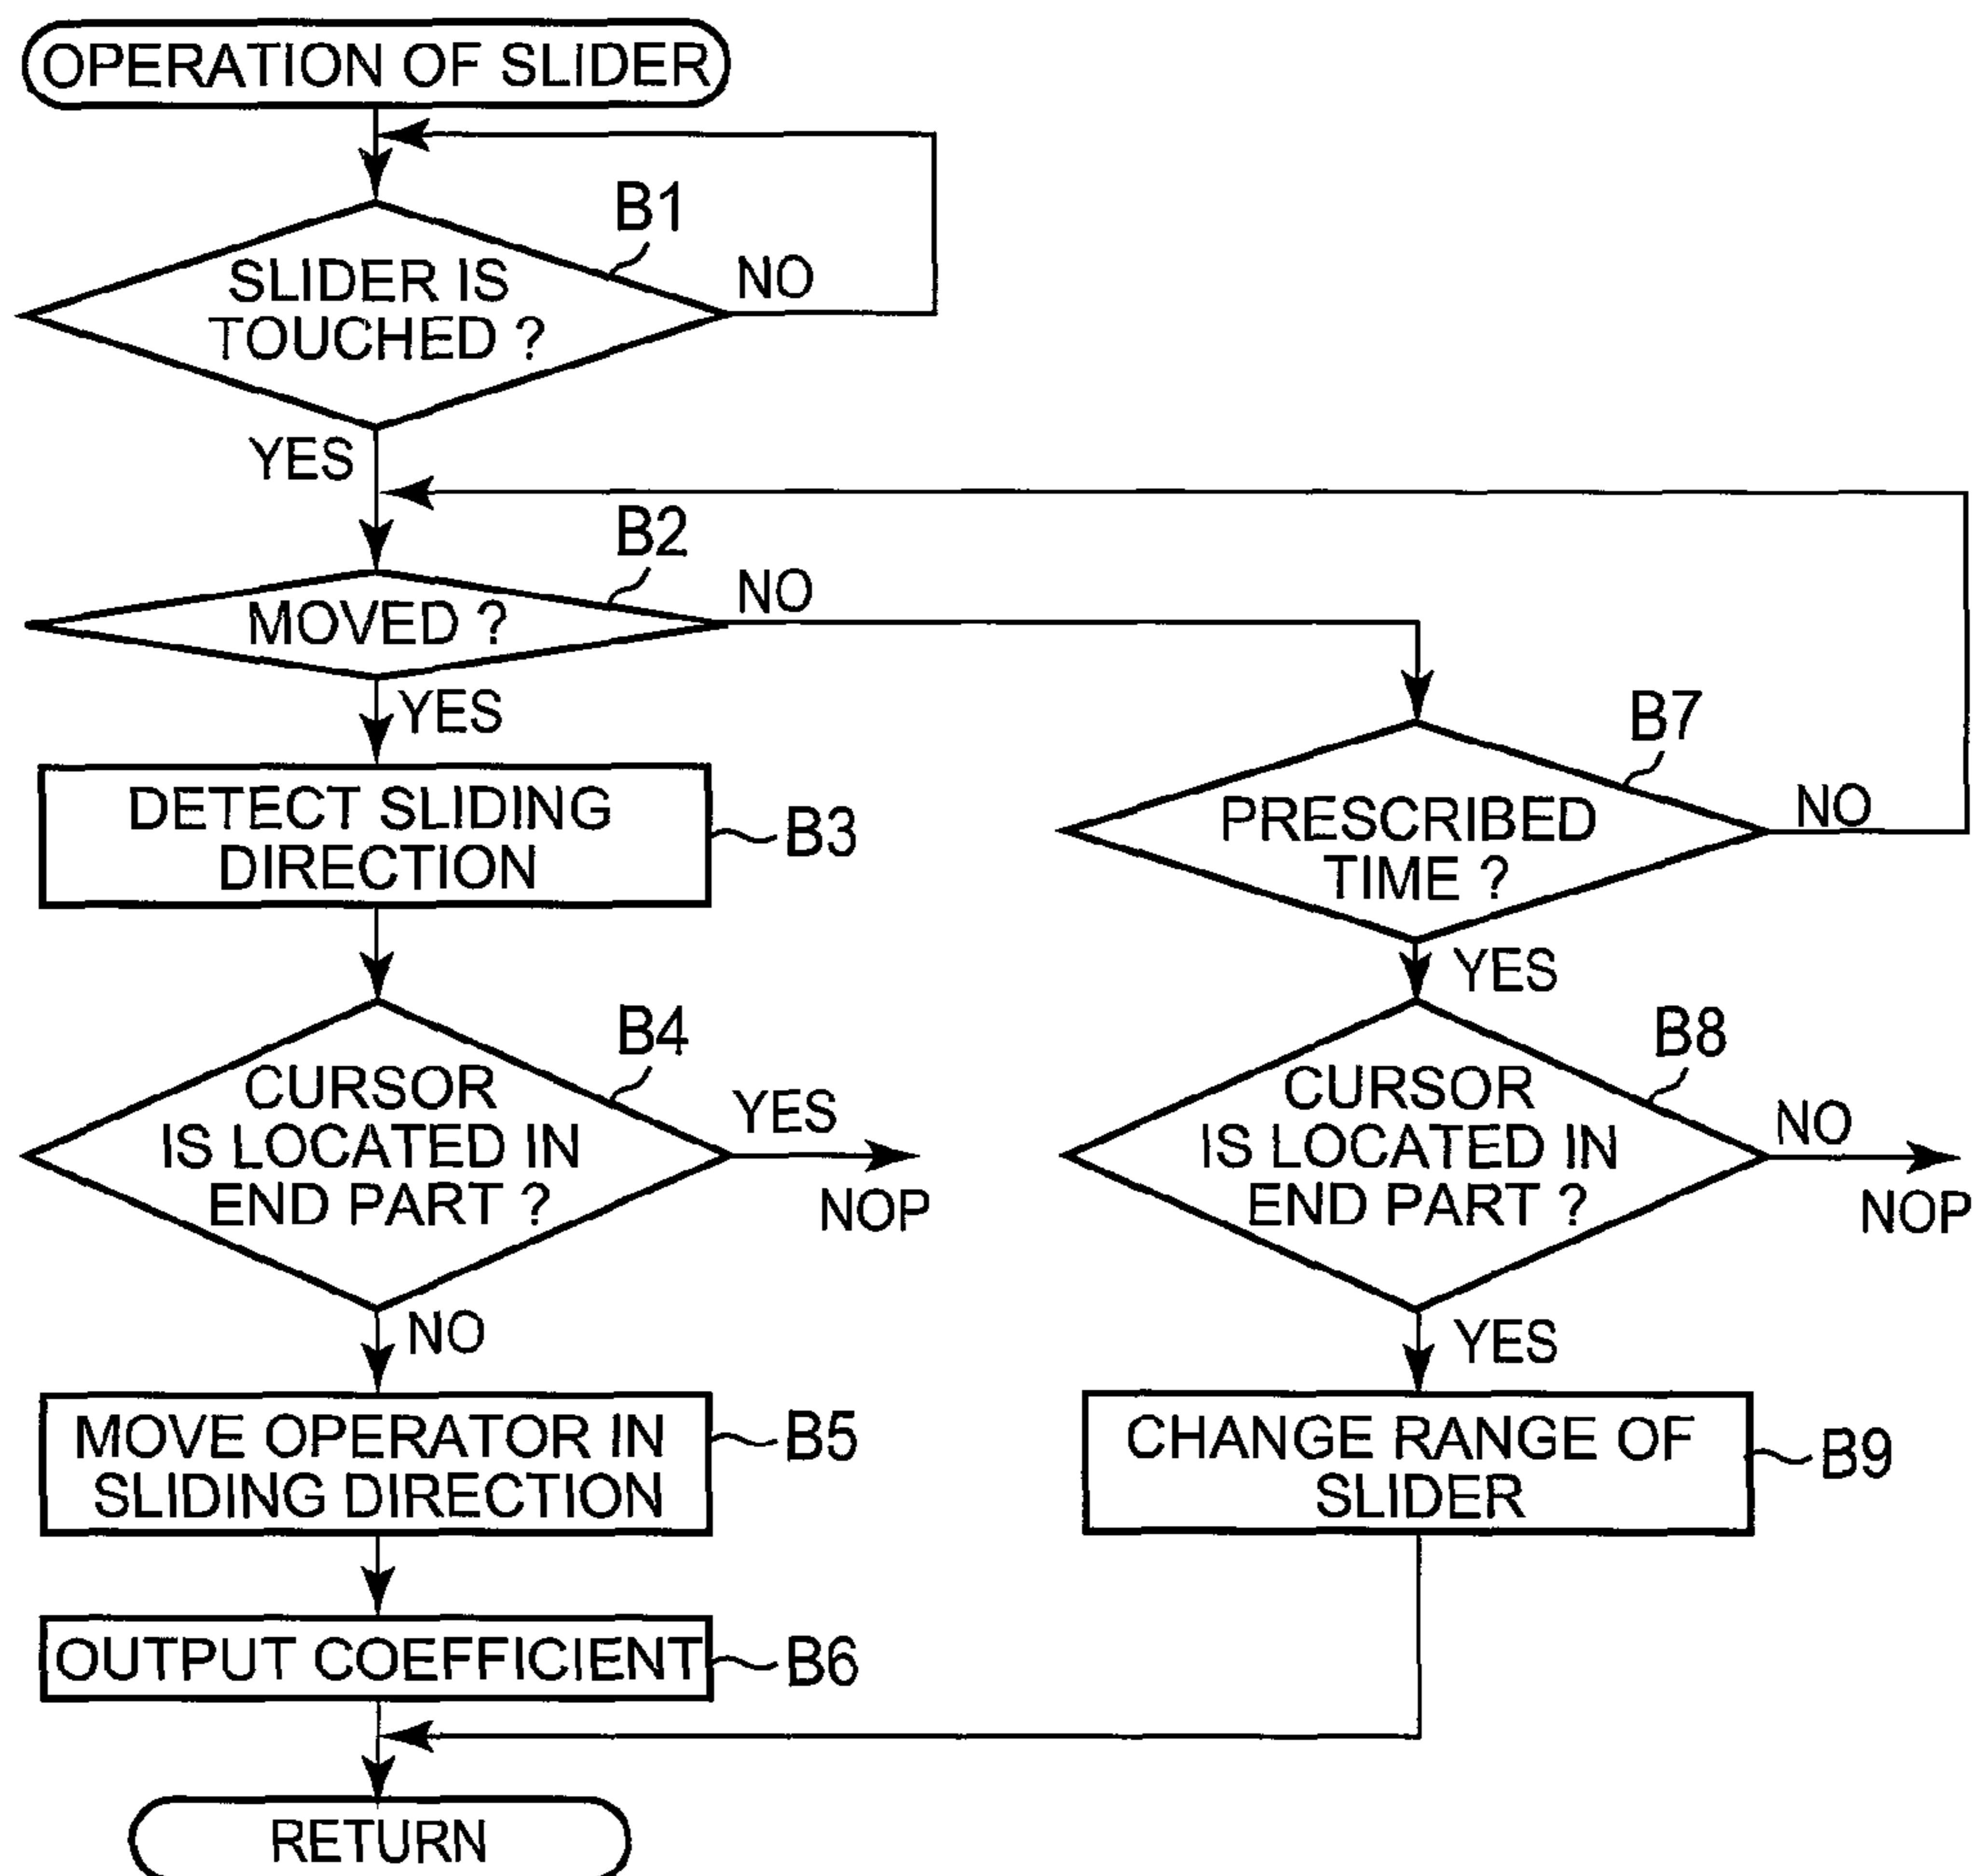 OPERATION OF SLIDER
B1
SLIDER IS
TOUCHED ?
NO
YES
B2
MOVED ?
NO
YES
DETECT SLIDING
DIRECTION
B3
B7
PRESCRIBED
TIME ?
NO
YES
B4
CURSOR
IS LOCATED IN
END PART ?
YES
NOP
NO
B8
CURSOR
IS LOCATED IN
END PART ?
NO
NOP
YES
MOVE OPERATOR IN
SLIDING DIRECTION
B5
CHANGE RANGE OF
SLIDER
B9
OUTPUT COEFFICIENT
B6
RETURN